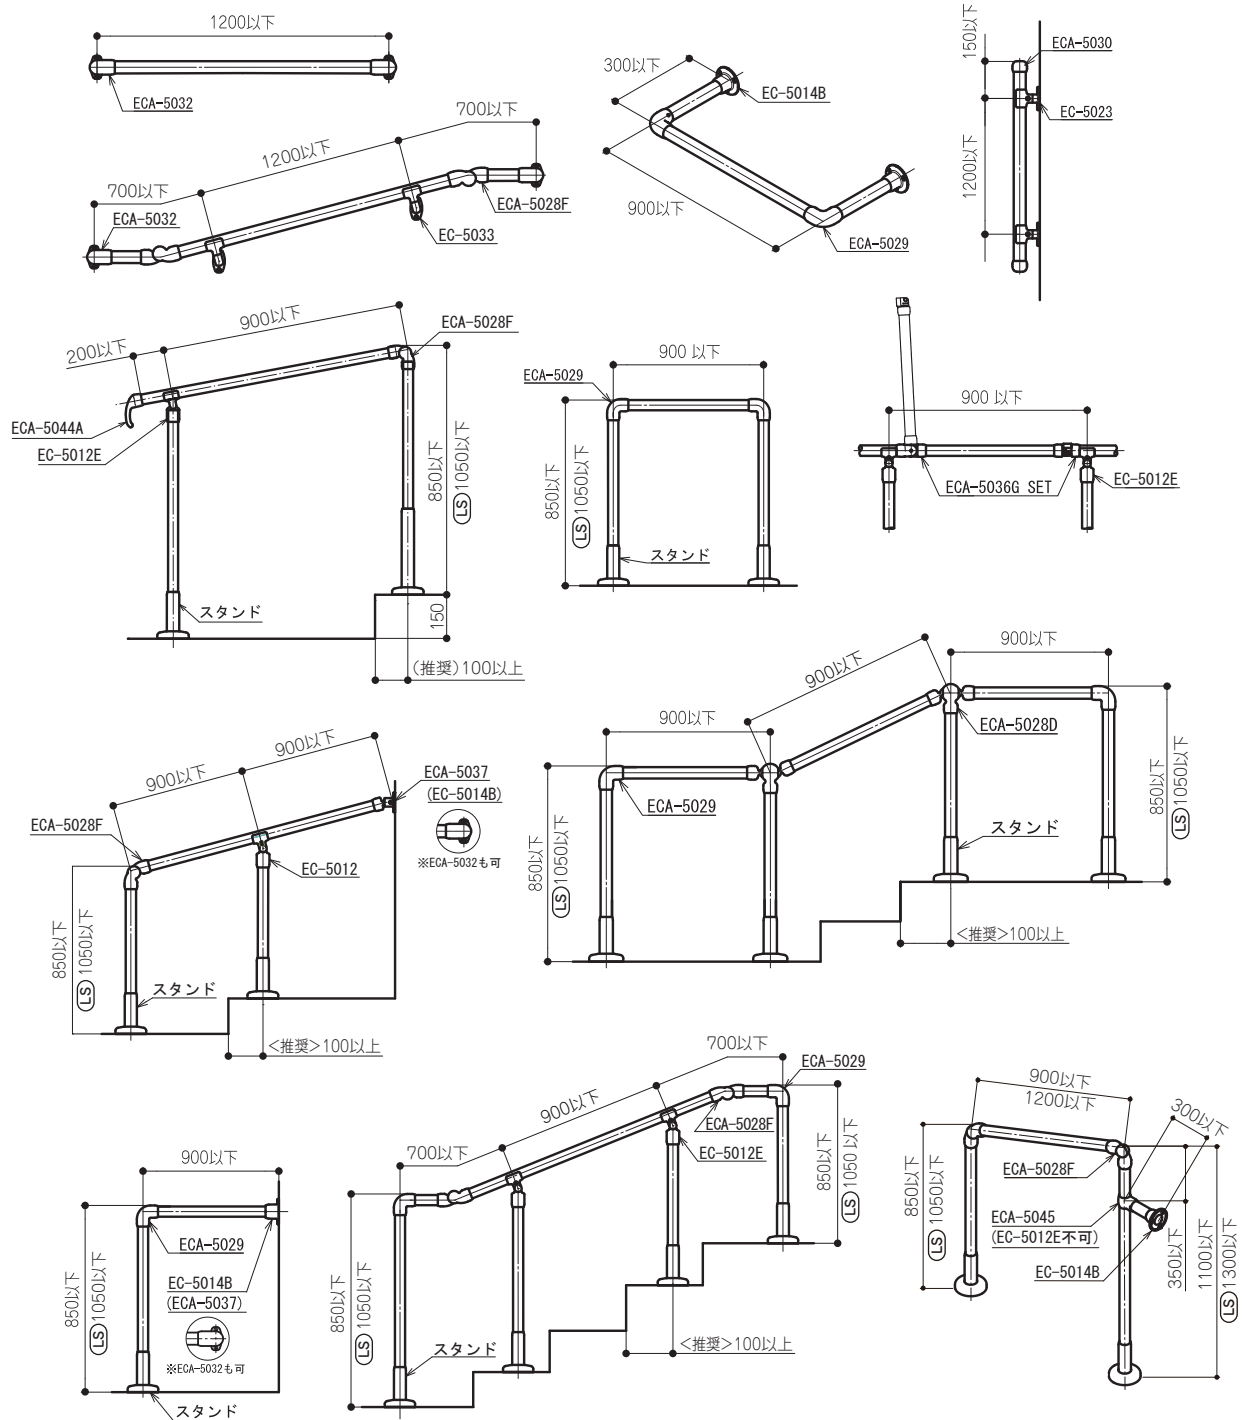 1200以下
ECA-5032
700以下
1200以下
700以下
ECA-5032
ECA-5028F
EC-5033
300以下
EC-5014B
900以下
ECA-5029
150以下
ECA-5030
EC-5023
1200以下
900以下
200以下
ECA-5028F
ECA-5044A
EC-5012E
850以下
LS 1050以下
スタンド
150
(推奨)100以上
900 以下
ECA-5029
850以下
LS 1050以下
スタンド
900 以下
ECA-5036G SET
EC-5012E
900以下
900以下
ECA-5037
(EC-5014B)
※ECA-5032も可
ECA-5028F
EC-5012
850以下
LS 1050以下
スタンド
<推奨>100以上
900以下
900以下
900以下
ECA-5028D
ECA-5029
850以下
LS 1050以下
850以下
LS 1050以下
スタンド
<推奨>100以上
900以下
ECA-5029
EC-5014B
(ECA-5037)
※ECA-5032も可
850以下
LS 1050以下
スタンド
700以下
900以下
700以下
ECA-5029
ECA-5028F
EC-5012E
850以下
LS 1050以下
850以下
LS 1050 以下
スタンド
<推奨>100以上
900以下
1200以下
300以下
ECA-5028F
ECA-5045
(EC-5012E不可)
EC-5014B
850以下
LS 1050以下
350以下
1100以下
LS 1300以下